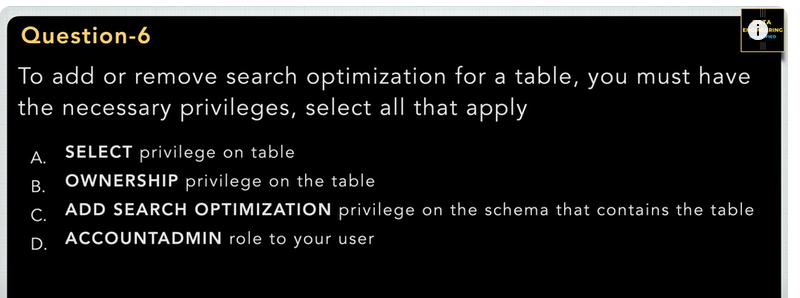 Question-6
To add or remove search optimization for a table, you must have
the necessary privileges, select all that apply
A. SELECT privilege on table
B. OWNERSHIP privilege on the table
C. ADD SEARCH OPTIMIZATION privilege on the schema that contains the table
D. ACCOUNTADMIN role to your user